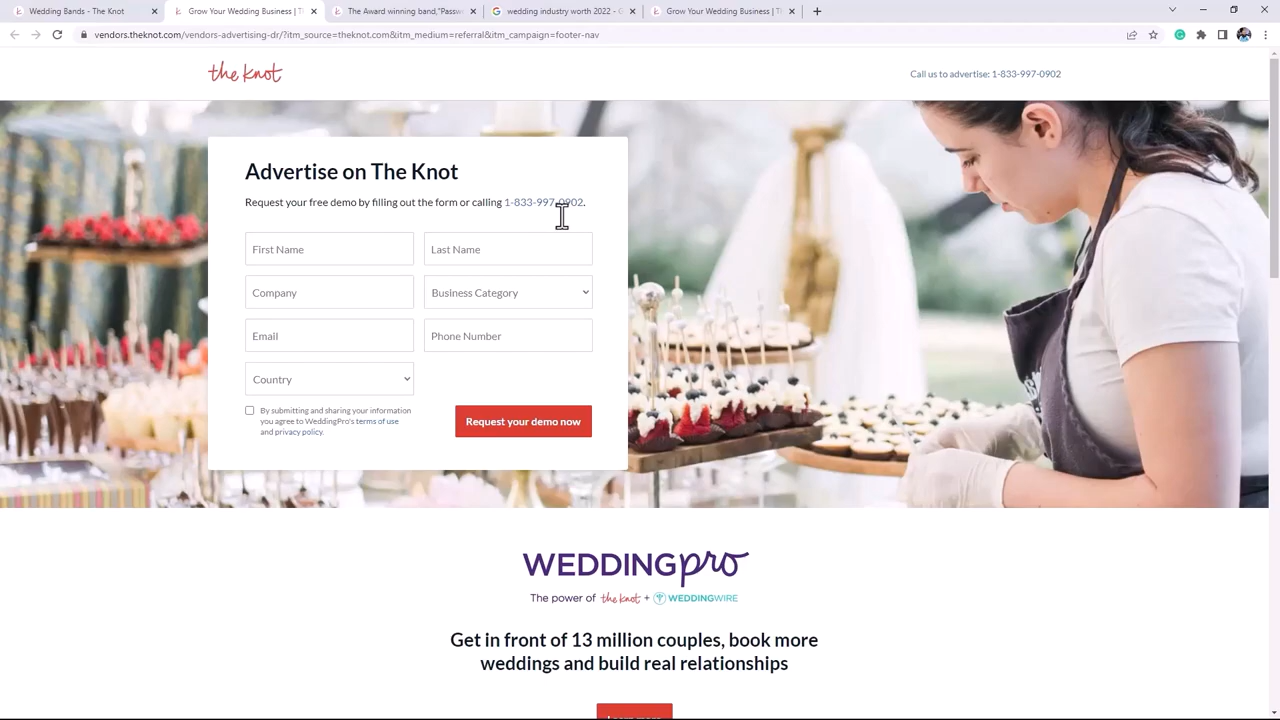 Wedding Bands - The Knot
Grow Your Wedding Business | T
The Award winning band,"Passw
wedding industry worth 2022 - G
Grow Your Wedding Business | T
vendors.theknot.com/vendors-advertising-dr/?itm_source=theknot.com&itm_medium=referral&itm_campaign=footer-nav
the knot
Call us to advertise: 1-833-997-0902
Advertise on The Knot
Request your free demo by filling out the form or calling 1-833-997-0902.
First Name
Last Name
Company
Business Category
Email
Phone Number
Country
By submitting and sharing your information
you agree to WeddingPro's terms of use
and privacy policy.
Request your demo now
WEDDINGpro
The power of the knot + WEDDINGWIRE
Get in front of 13 million couples, book more
weddings and build real relationships